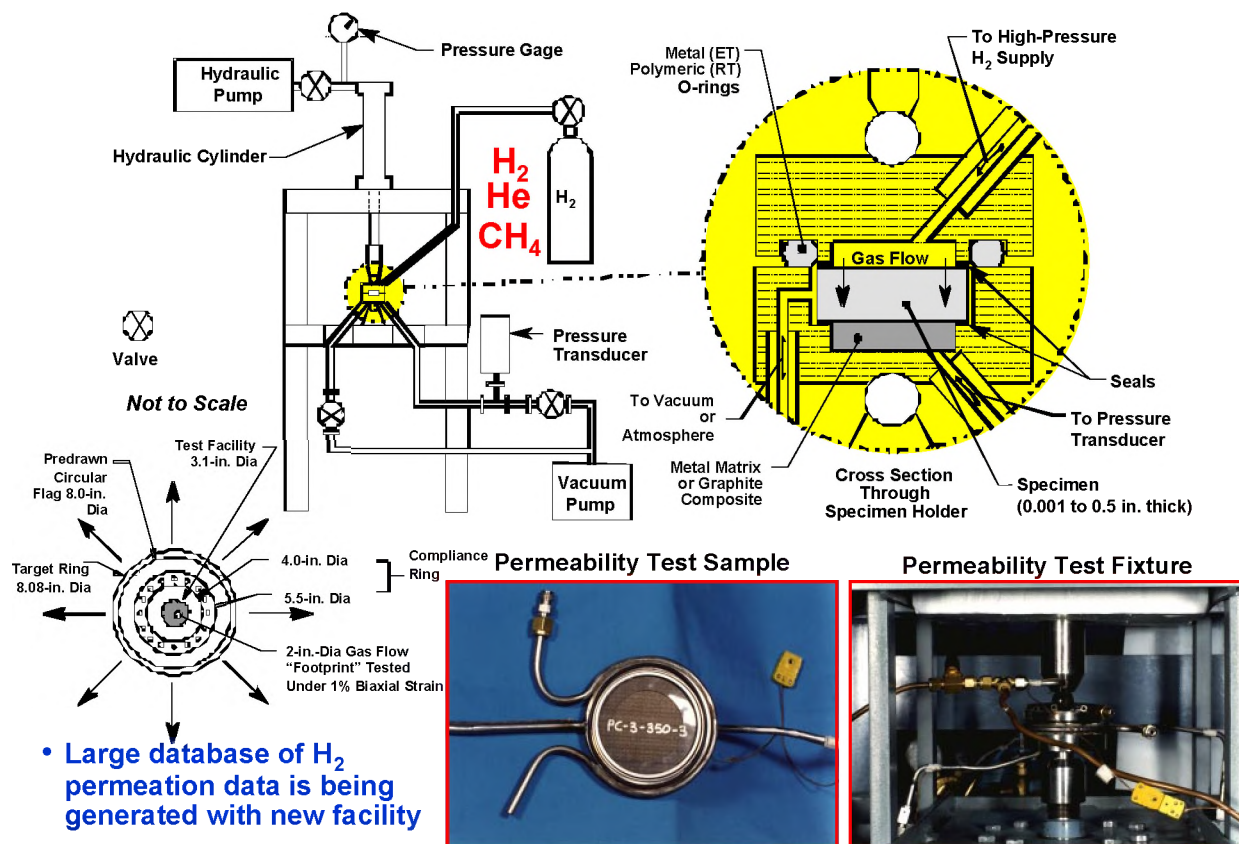 Pressure Gage
Hydraulic
Pump
Hydraulic Cylinder
H₂
He
CH₄
H₂
Valve
Not to Scale
Pressure
Transducer
Vacuum
Pump
Metal (ET)
Polymeric (RT)
O-rings
To High-Pressure
H₂ Supply
Gas Flow
Seals
To Vacuum
or
Atmosphere
To Pressure
Transducer
Metal Matrix
or Graphite
Composite
Cross Section
Through
Specimen Holder
Specimen
(0.001 to 0.5 in. thick)
Test Facility
3.1-in. Dia
Predrawn
Circular
Flag 8.0-in.
Dia
Target Ring
8.08-in. Dia
4.0-in. Dia
Compliance
Ring
5.5-in. Dia
2-in.-Dia Gas Flow
“Footprint” Tested
Under 1% Biaxial Strain
• Large database of H₂
permeation data is being
generated with new facility
Permeability Test Sample
PC-3-350-3
Permeability Test Fixture